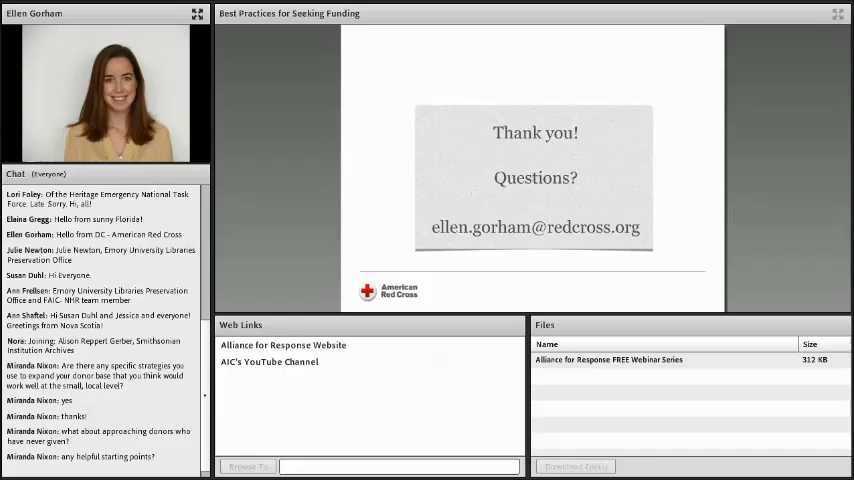 Ellen Gorham
Best Practices for Seeking Funding
Thank you!
Questions?
ellen.gorham@redcross.org
American
Red Cross
Chat (Everyone)
Lori Foley: Of the Heritage Emergency National Task
Force. Late. Sorry. Hi, all!
Elaina Gregg: Hello from sunny Florida!
Ellen Gorham: Hello from DC - American Red Cross
Julie Newton: Julie Newton, Emory University Libraries
Preservation Office
Susan Duhl: Hi Everyone.
Ann Frellsen: Emory University Libraries Preservation
Office and FAIC- NHR team member
Ann Shaftel: Hi Susan Duhl and Jessica and everyone!
Greetings from Nova Scotia!
Nora: Joining: Alison Reppert Gerber, Smithsonian
Institution Archives
Miranda Nixon: Are there any specific strategies you
use to expand your donor base that you think would
work well at the small, local level?
Miranda Nixon: yes
Miranda Nixon: thanks!
Miranda Nixon: what about approaching donors who
have never given?
Miranda Nixon: any helpful starting points?
Web Links
Alliance for Response Website
AIC's YouTube Channel
Browse To
Files
Name Size
Alliance for Response FREE Webinar Series 312 KB
Download File(s)